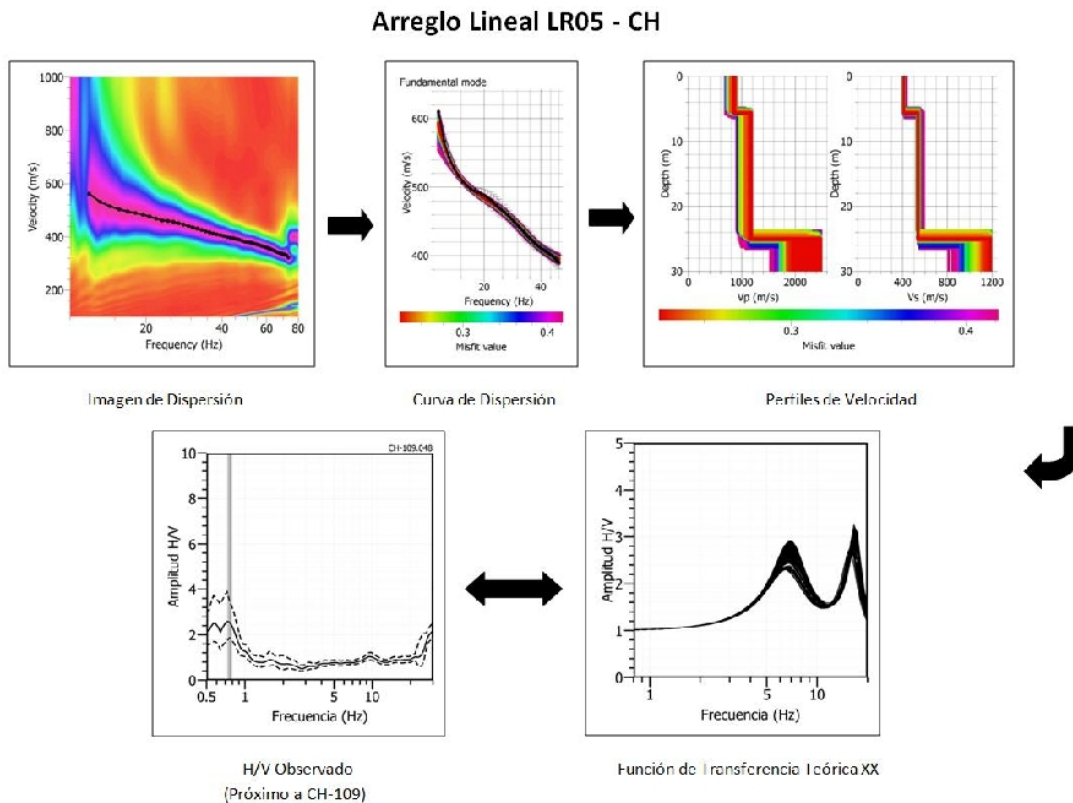 Arreglo Lineal LR05 - CH
1000
800
600
400
200
Velocity (m/s)
20
40
60
80
Frequency (Hz)
Imagen de Dispersión
Fundamental mode
600
500
400
Velocity (m/s)
0
20
40
Frequency (Hz)
0.3
0.4
Misfit value
Curva de Dispersión
0
10
20
30
Depth (m)
0
1000
2000
Vp (m/s)
0
10
20
30
Depth (m)
0
400
800
1200
Vs (m/s)
0.3
0.4
Misfit value
Perfiles de Velocidad
CH-109.048
10
8
6
4
2
0
Amplitud H/V
0.5
1
5
10
Frecuencia (Hz)
H/V Observado
(Próximo a CH-109)
5
4
3
2
1
0
Amplitud H/V
1
5
10
Frecuencia (Hz)
Función de Transferencia Teórica XX